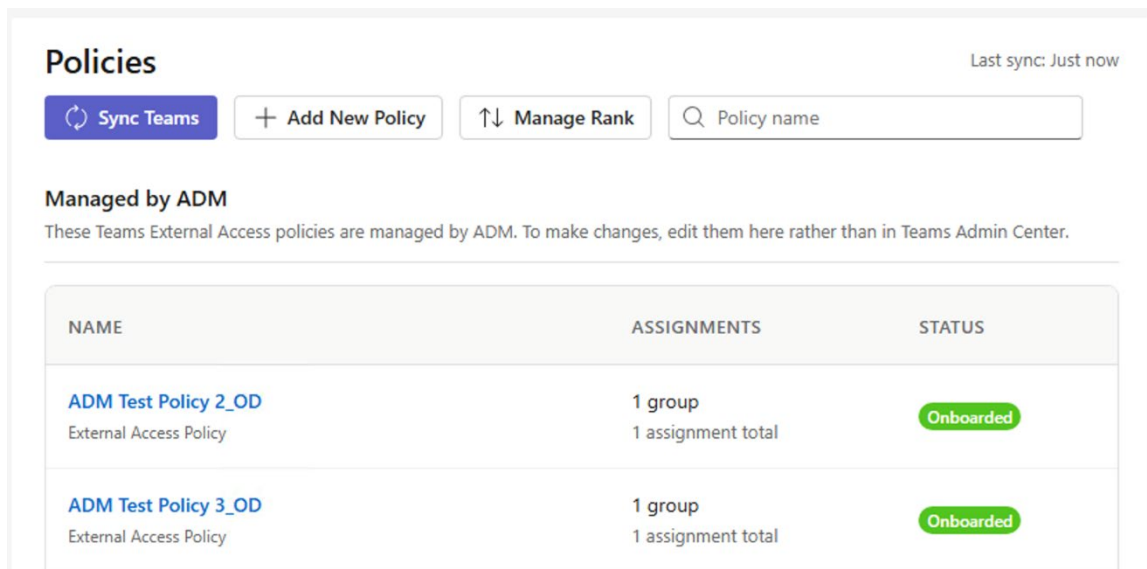 Policies
Last sync: Just now
Sync Teams
Add New Policy
Manage Rank
Policy name
Managed by ADM
These Teams External Access policies are managed by ADM. To make changes, edit them here rather than in Teams Admin Center.
NAME ASSIGNMENTS STATUS
ADM Test Policy 2_OD 1 group Onboarded
External Access Policy 1 assignment total
ADM Test Policy 3_OD 1 group Onboarded
External Access Policy 1 assignment total